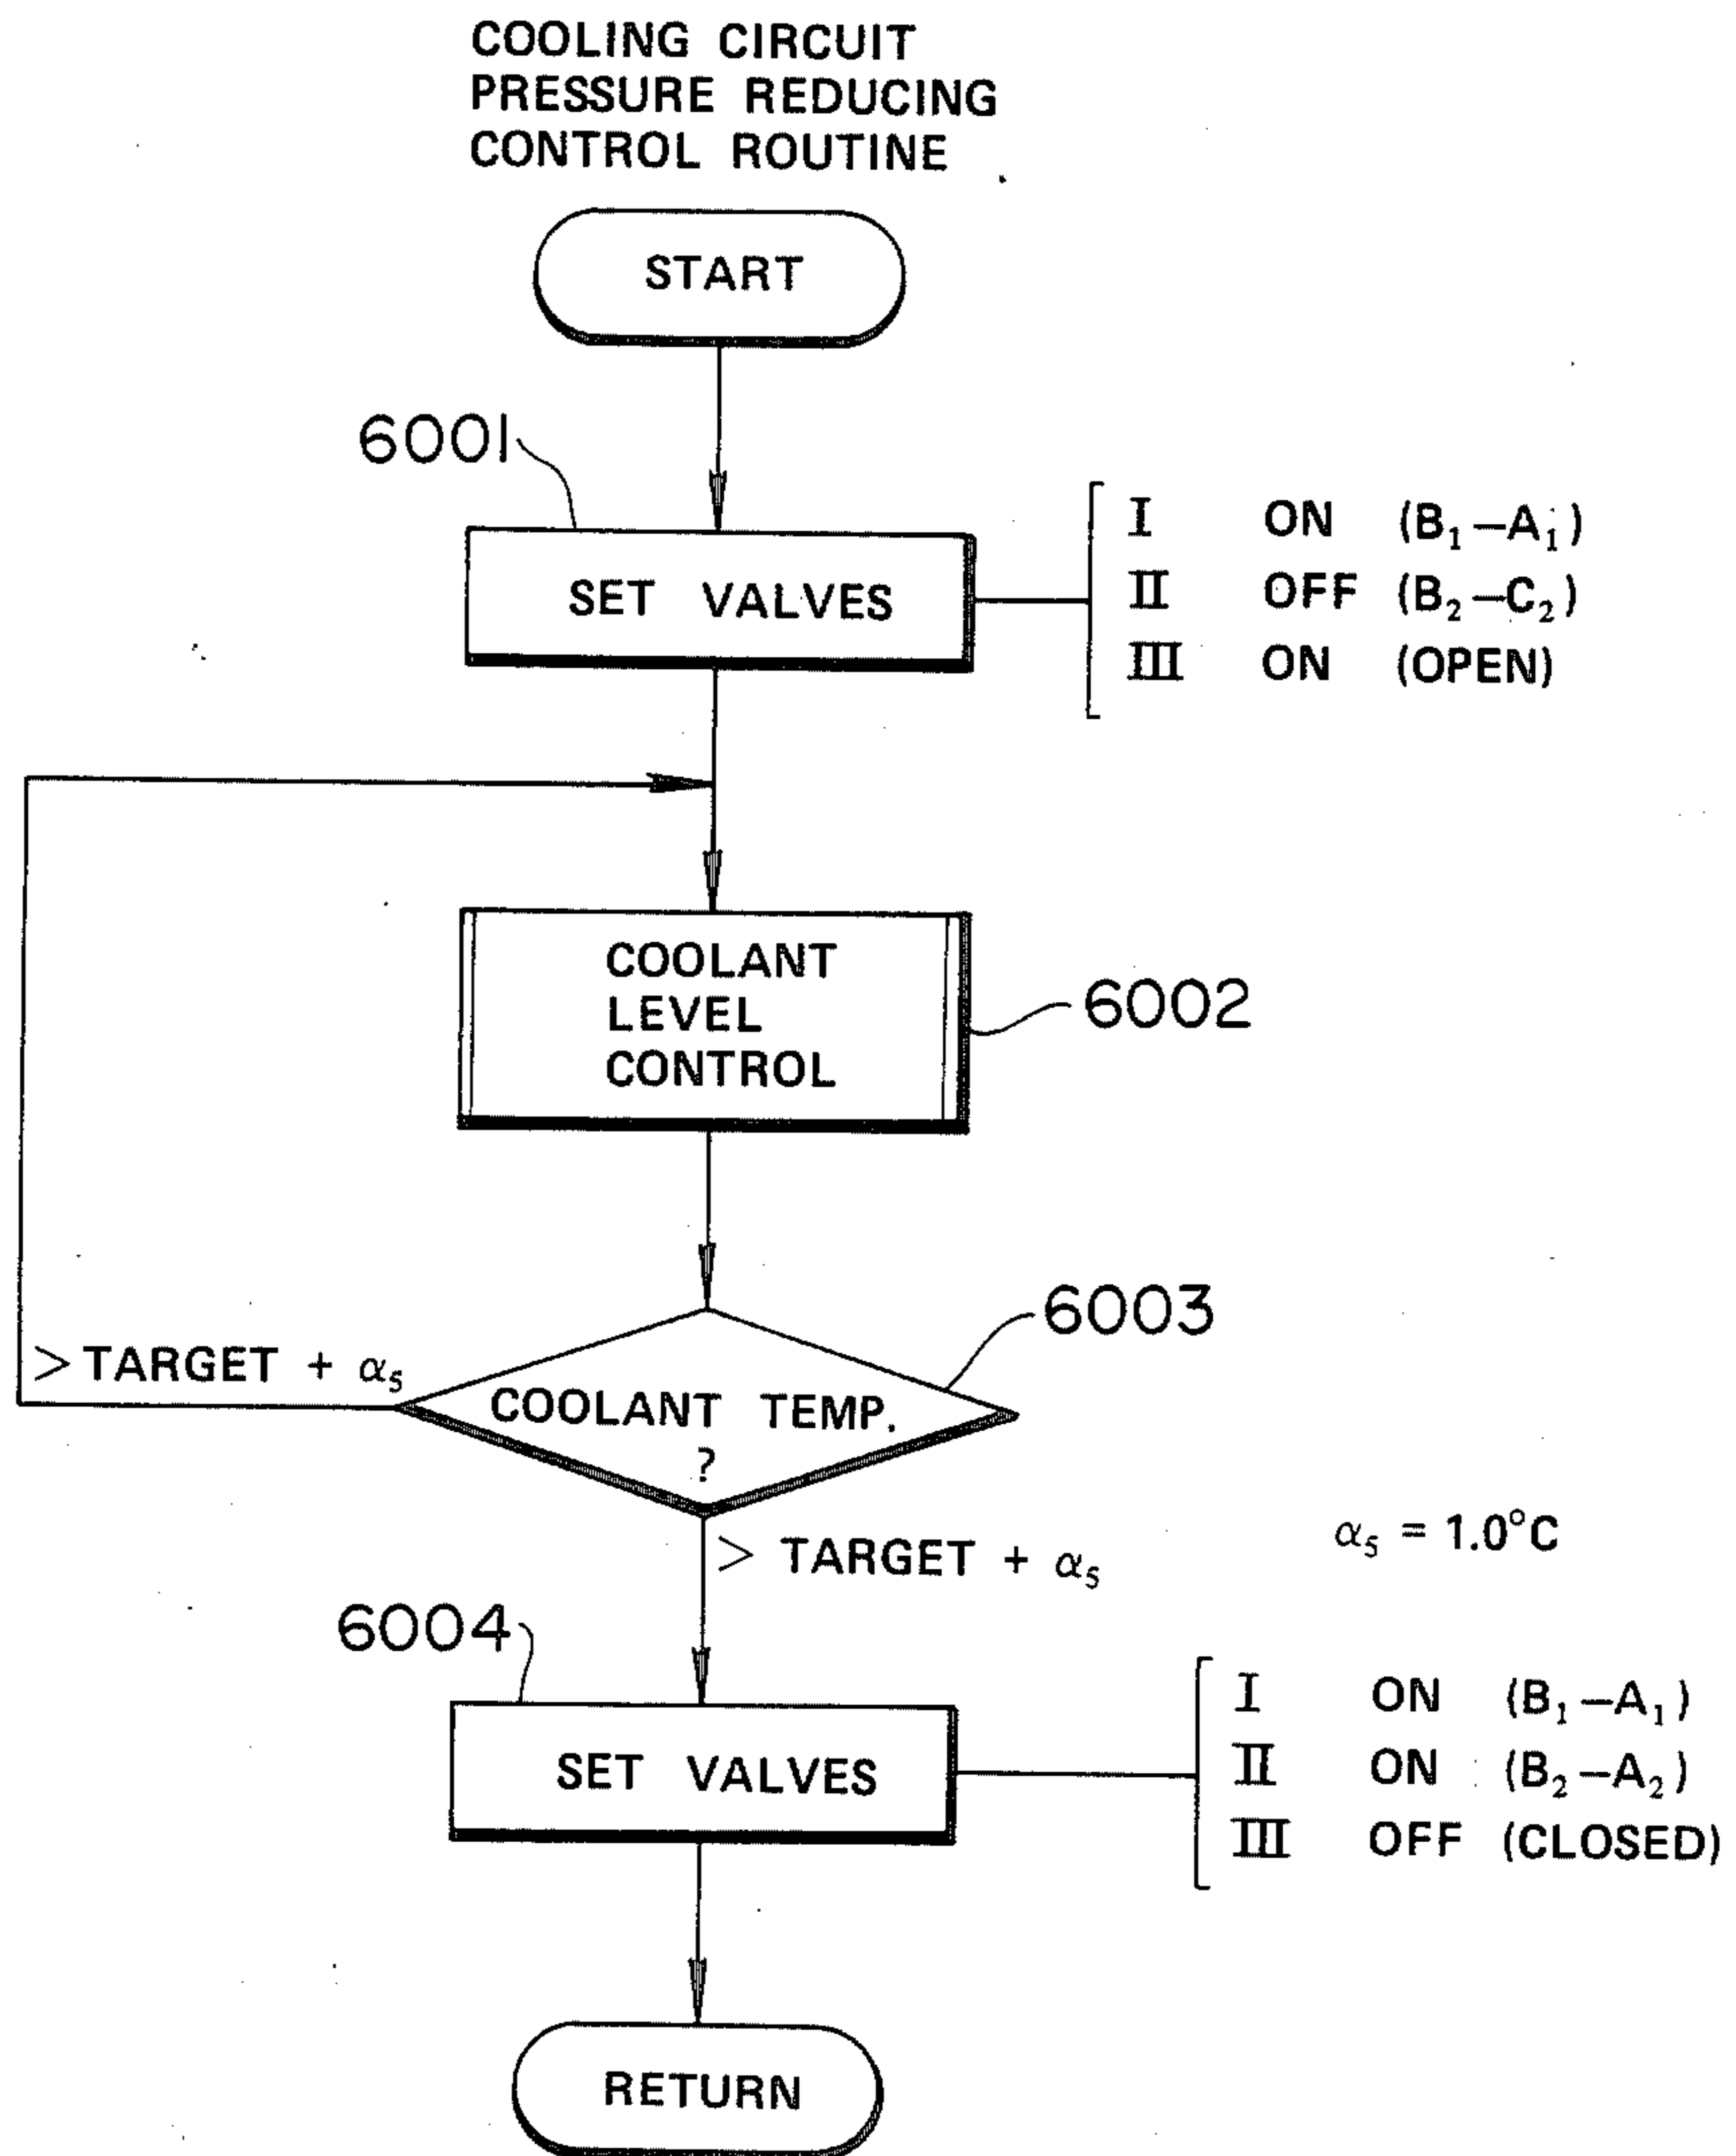 COOLING CIRCUIT
PRESSURE REDUCING
CONTROL ROUTINE
START
6001
SET VALVES
I ON (B₁–A₁)
II OFF (B₂–C₂)
III ON (OPEN)
COOLANT
LEVEL
CONTROL
6002
6003
> TARGET + α₅
COOLANT TEMP.
?
> TARGET + α₅
α₅ = 1.0°C
6004
SET VALVES
I ON (B₁–A₁)
II ON (B₂–A₂)
III OFF (CLOSED)
RETURN